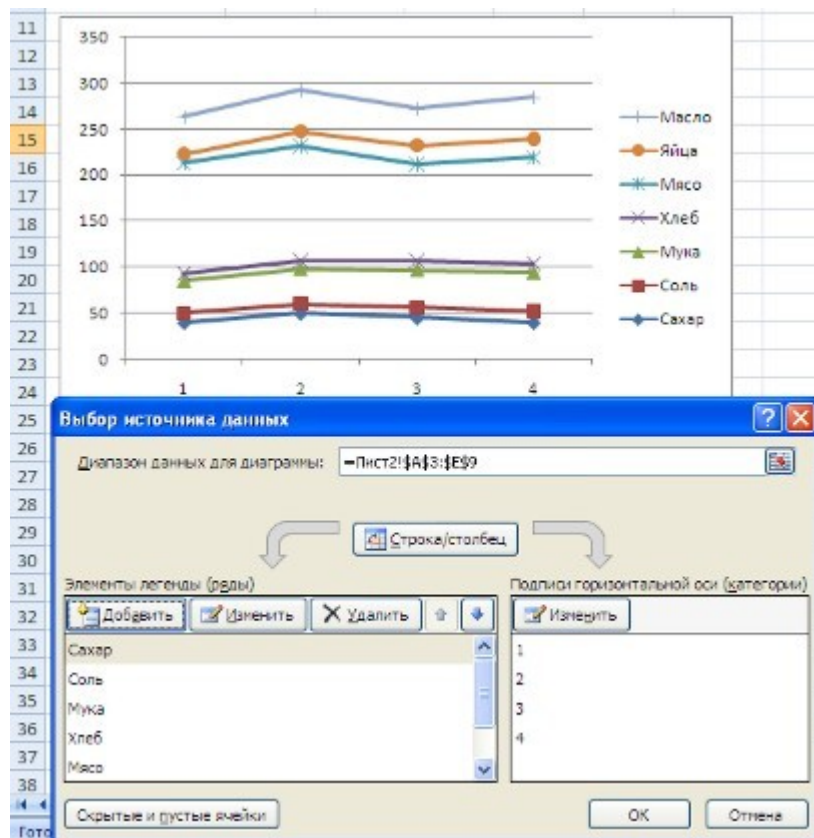 11
350
12
13
300
14
Масло
15
250
Яйца
16
200
Мясо
17
Хлеб
18
150
19
Мука
20
100
Соль
21
50
Сахар
22
0
23
24
1 2 3 4
25
Выбор источника данных
26
Диапазон данных для диаграммы: =Лист2!$A$3:$E$9
27
28
29
Строка/столбец
30
31
Элементы легенды (ряды) Подписи горизонтальной оси (категории)
32
Добавить Изменить Удалить Изменить
33
Сахар 1
34
Соль 2
35
Мука 3
36
Хлеб 4
37
Мясо
38
Скрытые и пустые ячейки OK Отмена
Гото